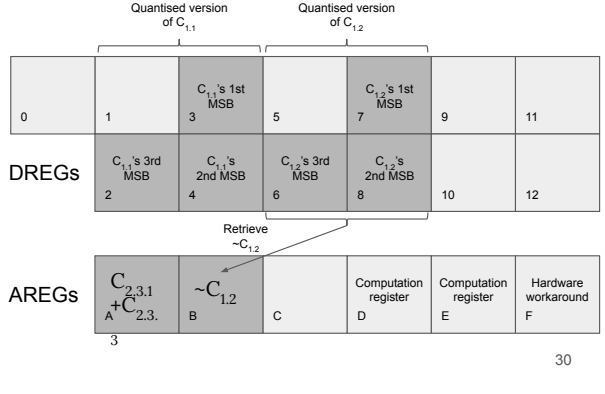 Quantised version
of C1.1
Quantised version
of C1.2
0
1
C1.1's 1st
MSB
3
5
C1.2's 1st
MSB
7
9
11
DREGs
C1.1's 3rd
MSB
2
C1.1's
2nd MSB
4
C1.2's 3rd
MSB
6
C1.2's
2nd MSB
8
10
12
Retrieve
~C1.2
AREGs
C2.3.1
+C2.3.
3
A
~C1.2
B
C
Computation
register
D
Computation
register
E
Hardware
workaround
F
30